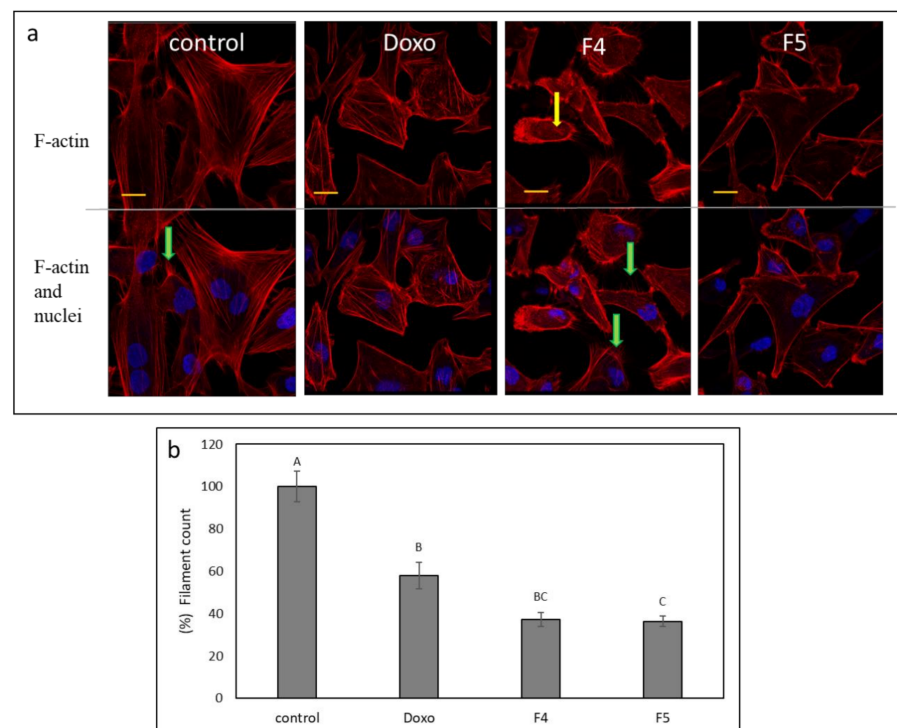 a
control Doxo F4 F5
F-actin
F-actin
and
nuclei
b
120
100
80
60
40
20
0
(%) Filament count
A
B
BC
C
control Doxo F4 F5